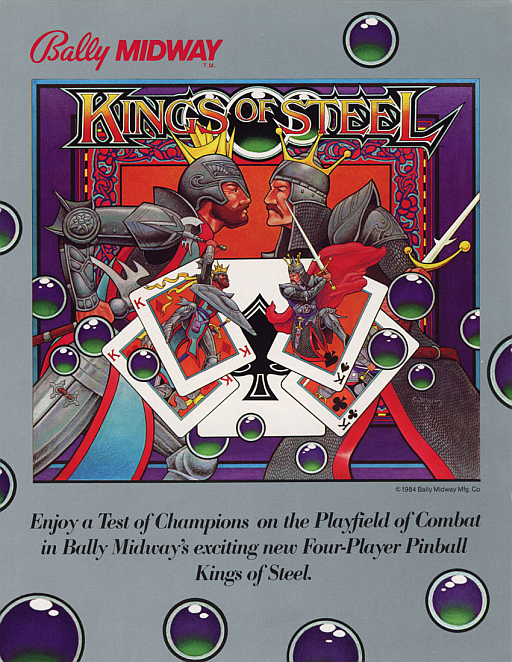 Bally MIDWAY
T.M.
KINGS OF STEEL
K
K
K
K
K
K
©1984 Bally Midway Mfg. Co.
Enjoy a Test of Champions on the Playfield of Combat
in Bally Midway's exciting new Four-Player Pinball
Kings of Steel.